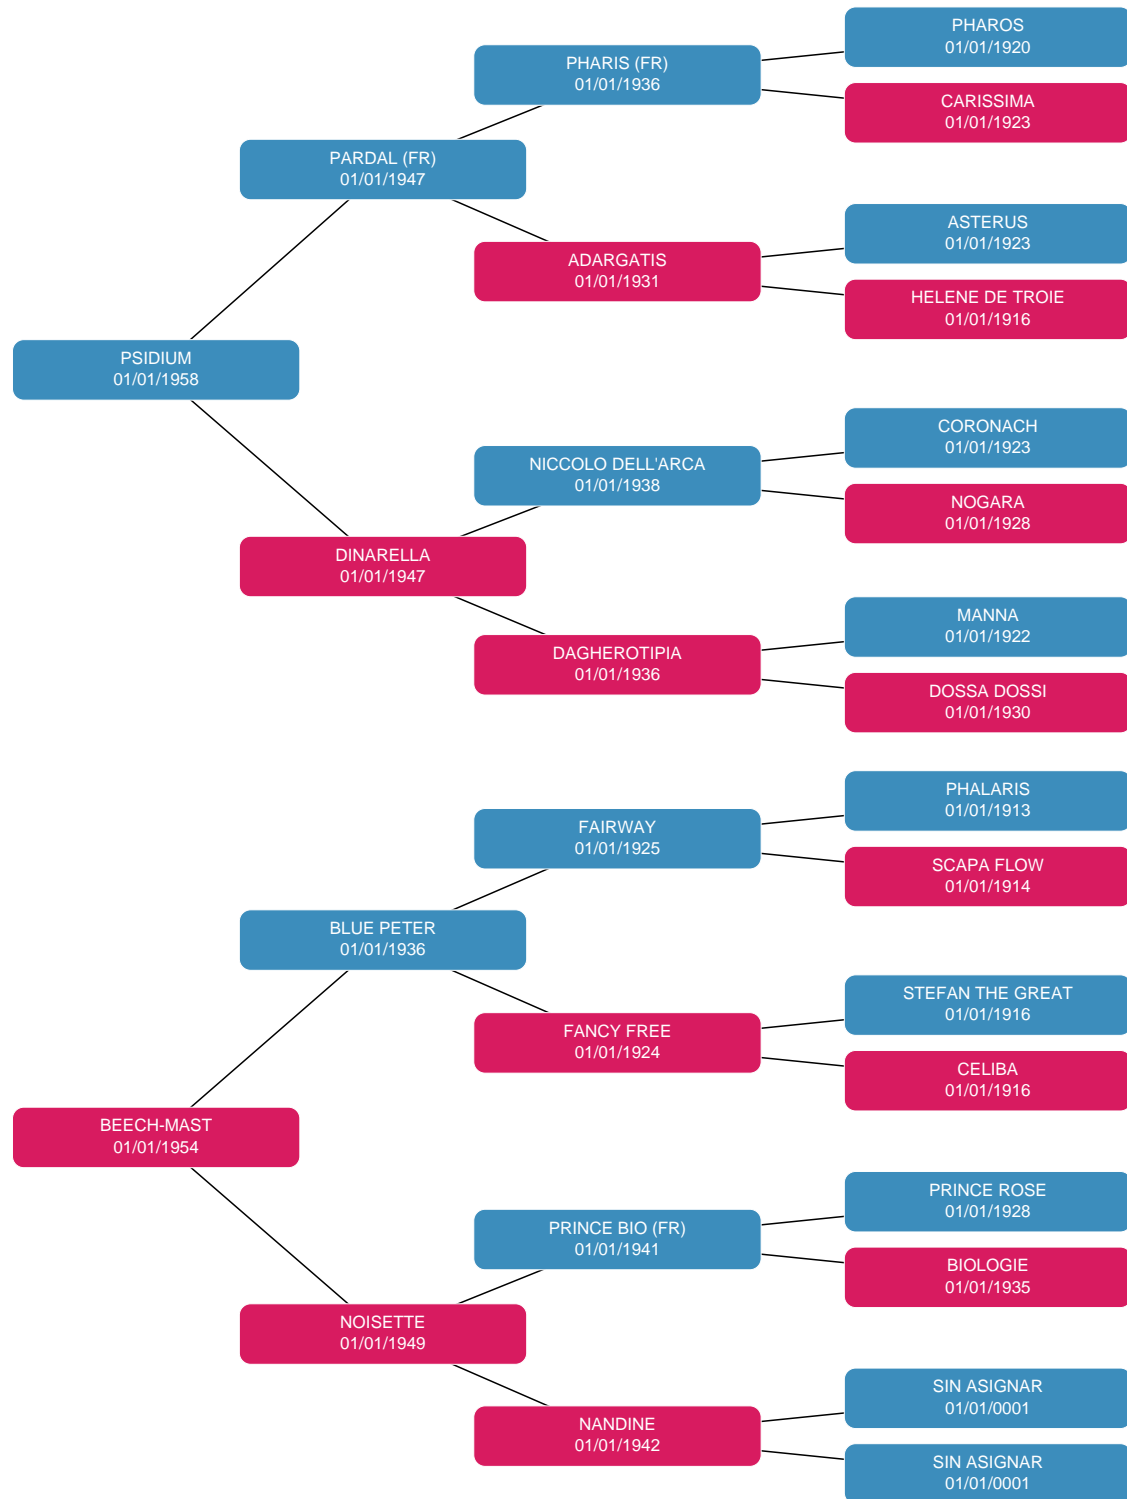 PHAROS
01/01/1920
PHARIS (FR)
01/01/1936
CARISSIMA
01/01/1923
PARDAL (FR)
01/01/1947
ASTERUS
01/01/1923
ADARGATIS
01/01/1931
HELENE DE TROIE
01/01/1916
PSIDIUM
01/01/1958
CORONACH
01/01/1923
NICCOLO DELL'ARCA
01/01/1938
NOGARA
01/01/1928
DINARELLA
01/01/1947
MANNA
01/01/1922
DAGHEROTIPIA
01/01/1936
DOSSA DOSSI
01/01/1930
PHALARIS
01/01/1913
FAIRWAY
01/01/1925
SCAPA FLOW
01/01/1914
BLUE PETER
01/01/1936
STEFAN THE GREAT
01/01/1916
FANCY FREE
01/01/1924
CELIBA
01/01/1916
BEECH-MAST
01/01/1954
PRINCE ROSE
01/01/1928
PRINCE BIO (FR)
01/01/1941
BIOLOGIE
01/01/1935
NOISETTE
01/01/1949
SIN ASIGNAR
01/01/0001
NANDINE
01/01/1942
SIN ASIGNAR
01/01/0001